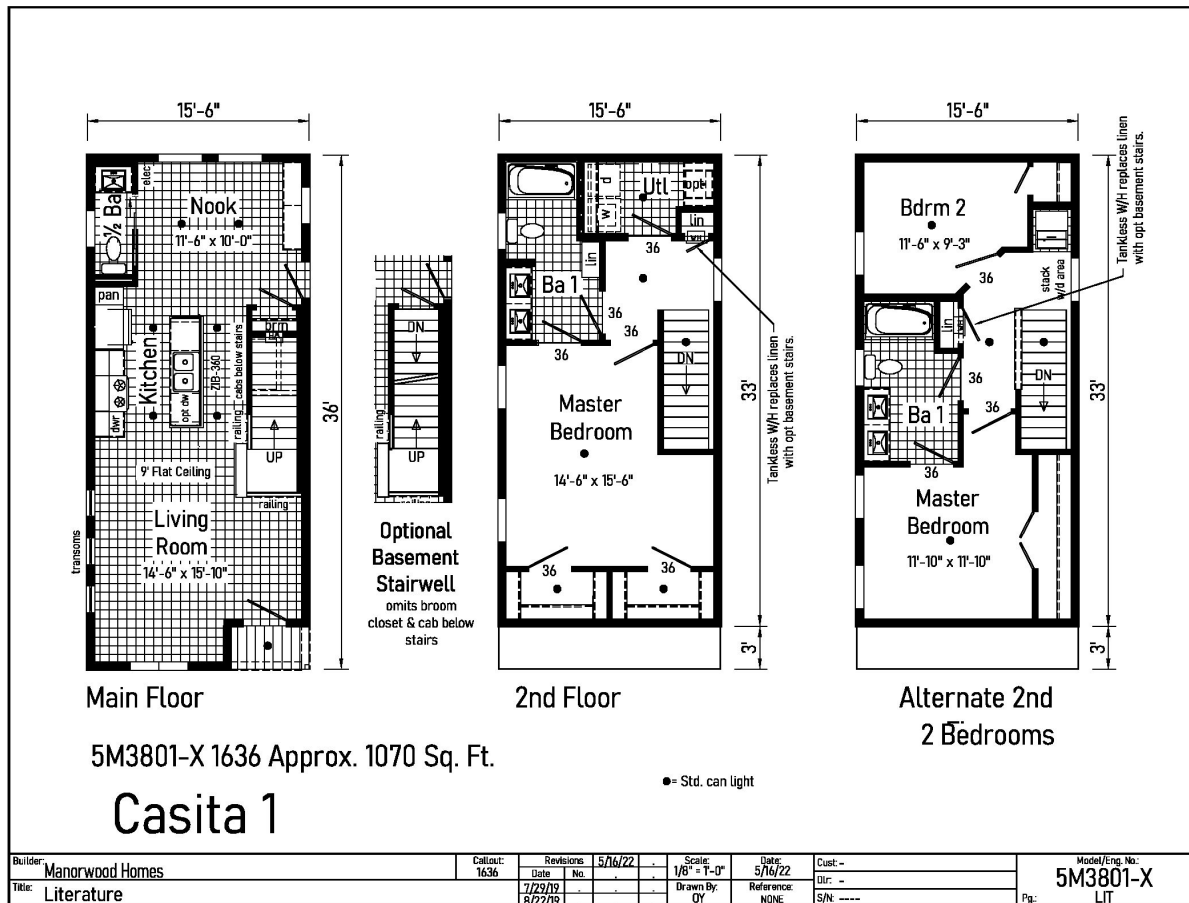 15'-6"
36'
elec
½ Ba
Nook
11'-6" x 10'-0"
pan
brm
Kitchen
ZIB-360
opt dw
dwr
railing
cabs below stairs
UP
railing
9' Flat Ceiling
Living
Room
14'-6" x 15'-10"
transoms
Main Floor
DN
railing
UP
railing
Optional
Basement
Stairwell
omits broom
closet & cab below
stairs
15'-6"
33'
3'
d
w
Utl
opt
lin
WH
36
lin
Ba 1
36
36
36
DN
Master
Bedroom
14'-6" x 15'-6"
36
36
Tankless W/H replaces linen
with opt basement stairs.
2nd Floor
15'-6"
33'
3'
Bdrm 2
11'-6" x 9'-3"
36
stack
w/d area
lin
Ba 1
36
36
36
DN
Master
Bedroom
11'-10" x 11'-10"
Tankless W/H replaces linen
with opt basement stairs.
Alternate 2nd
2 Bedrooms
5M3801-X 1636 Approx. 1070 Sq. Ft.
●= Std. can light
Casita 1
Builder: Manorwood Homes
Title: Literature
Callout:
1636
Revisions 5/16/22 .
Date No. . .
7/29/19 . . .
8/22/19
Scale:
1/8" = 1'-0"
Drawn By:
OY
Date:
5/16/22
Reference:
NONE
Cust: -
Dlr: -
S/N: ----
Model/Eng. No.:
5M3801-X
Pg.: LIT